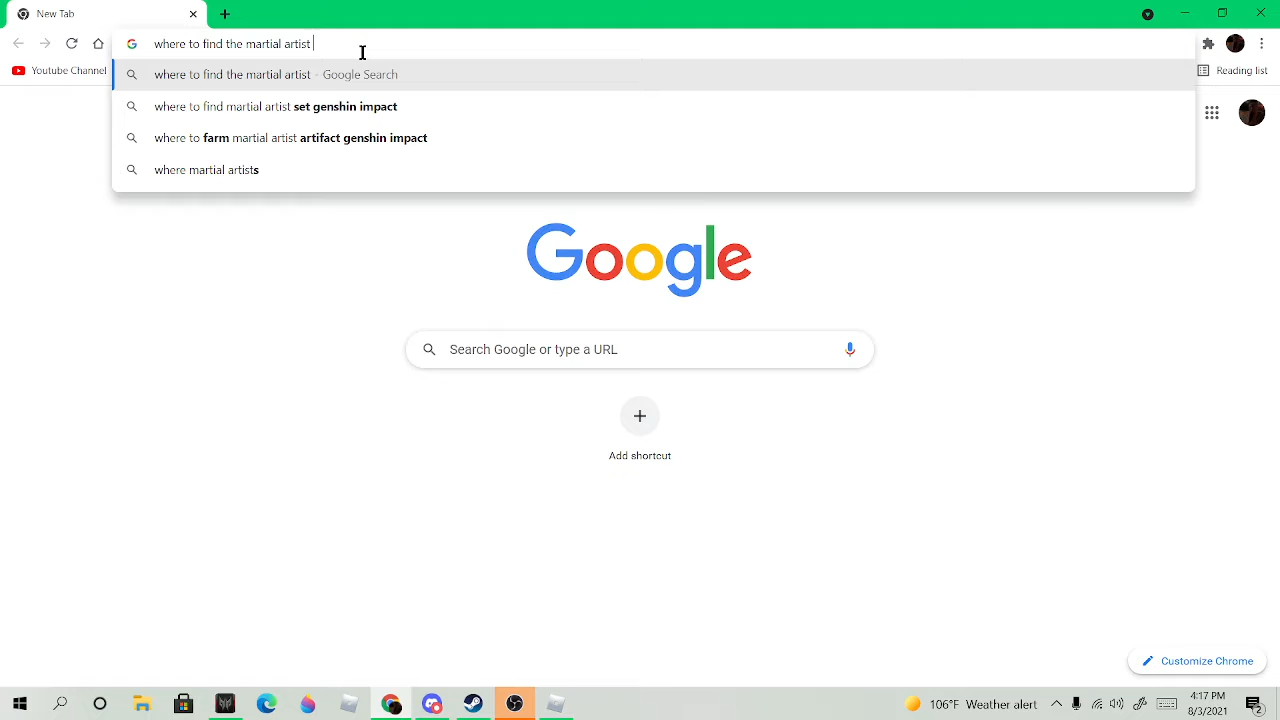 New Tab
where to find the martial artist
Youtube Channel
Reading list
where to find the martial artist - Google Search
where to find martial artist set genshin impact
where to farm martial artist artifact genshin impact
where martial artists
Google
Search Google or type a URL
Add shortcut
Customize Chrome
106°F Weather alert
4:17 PM
8/3/2021
2